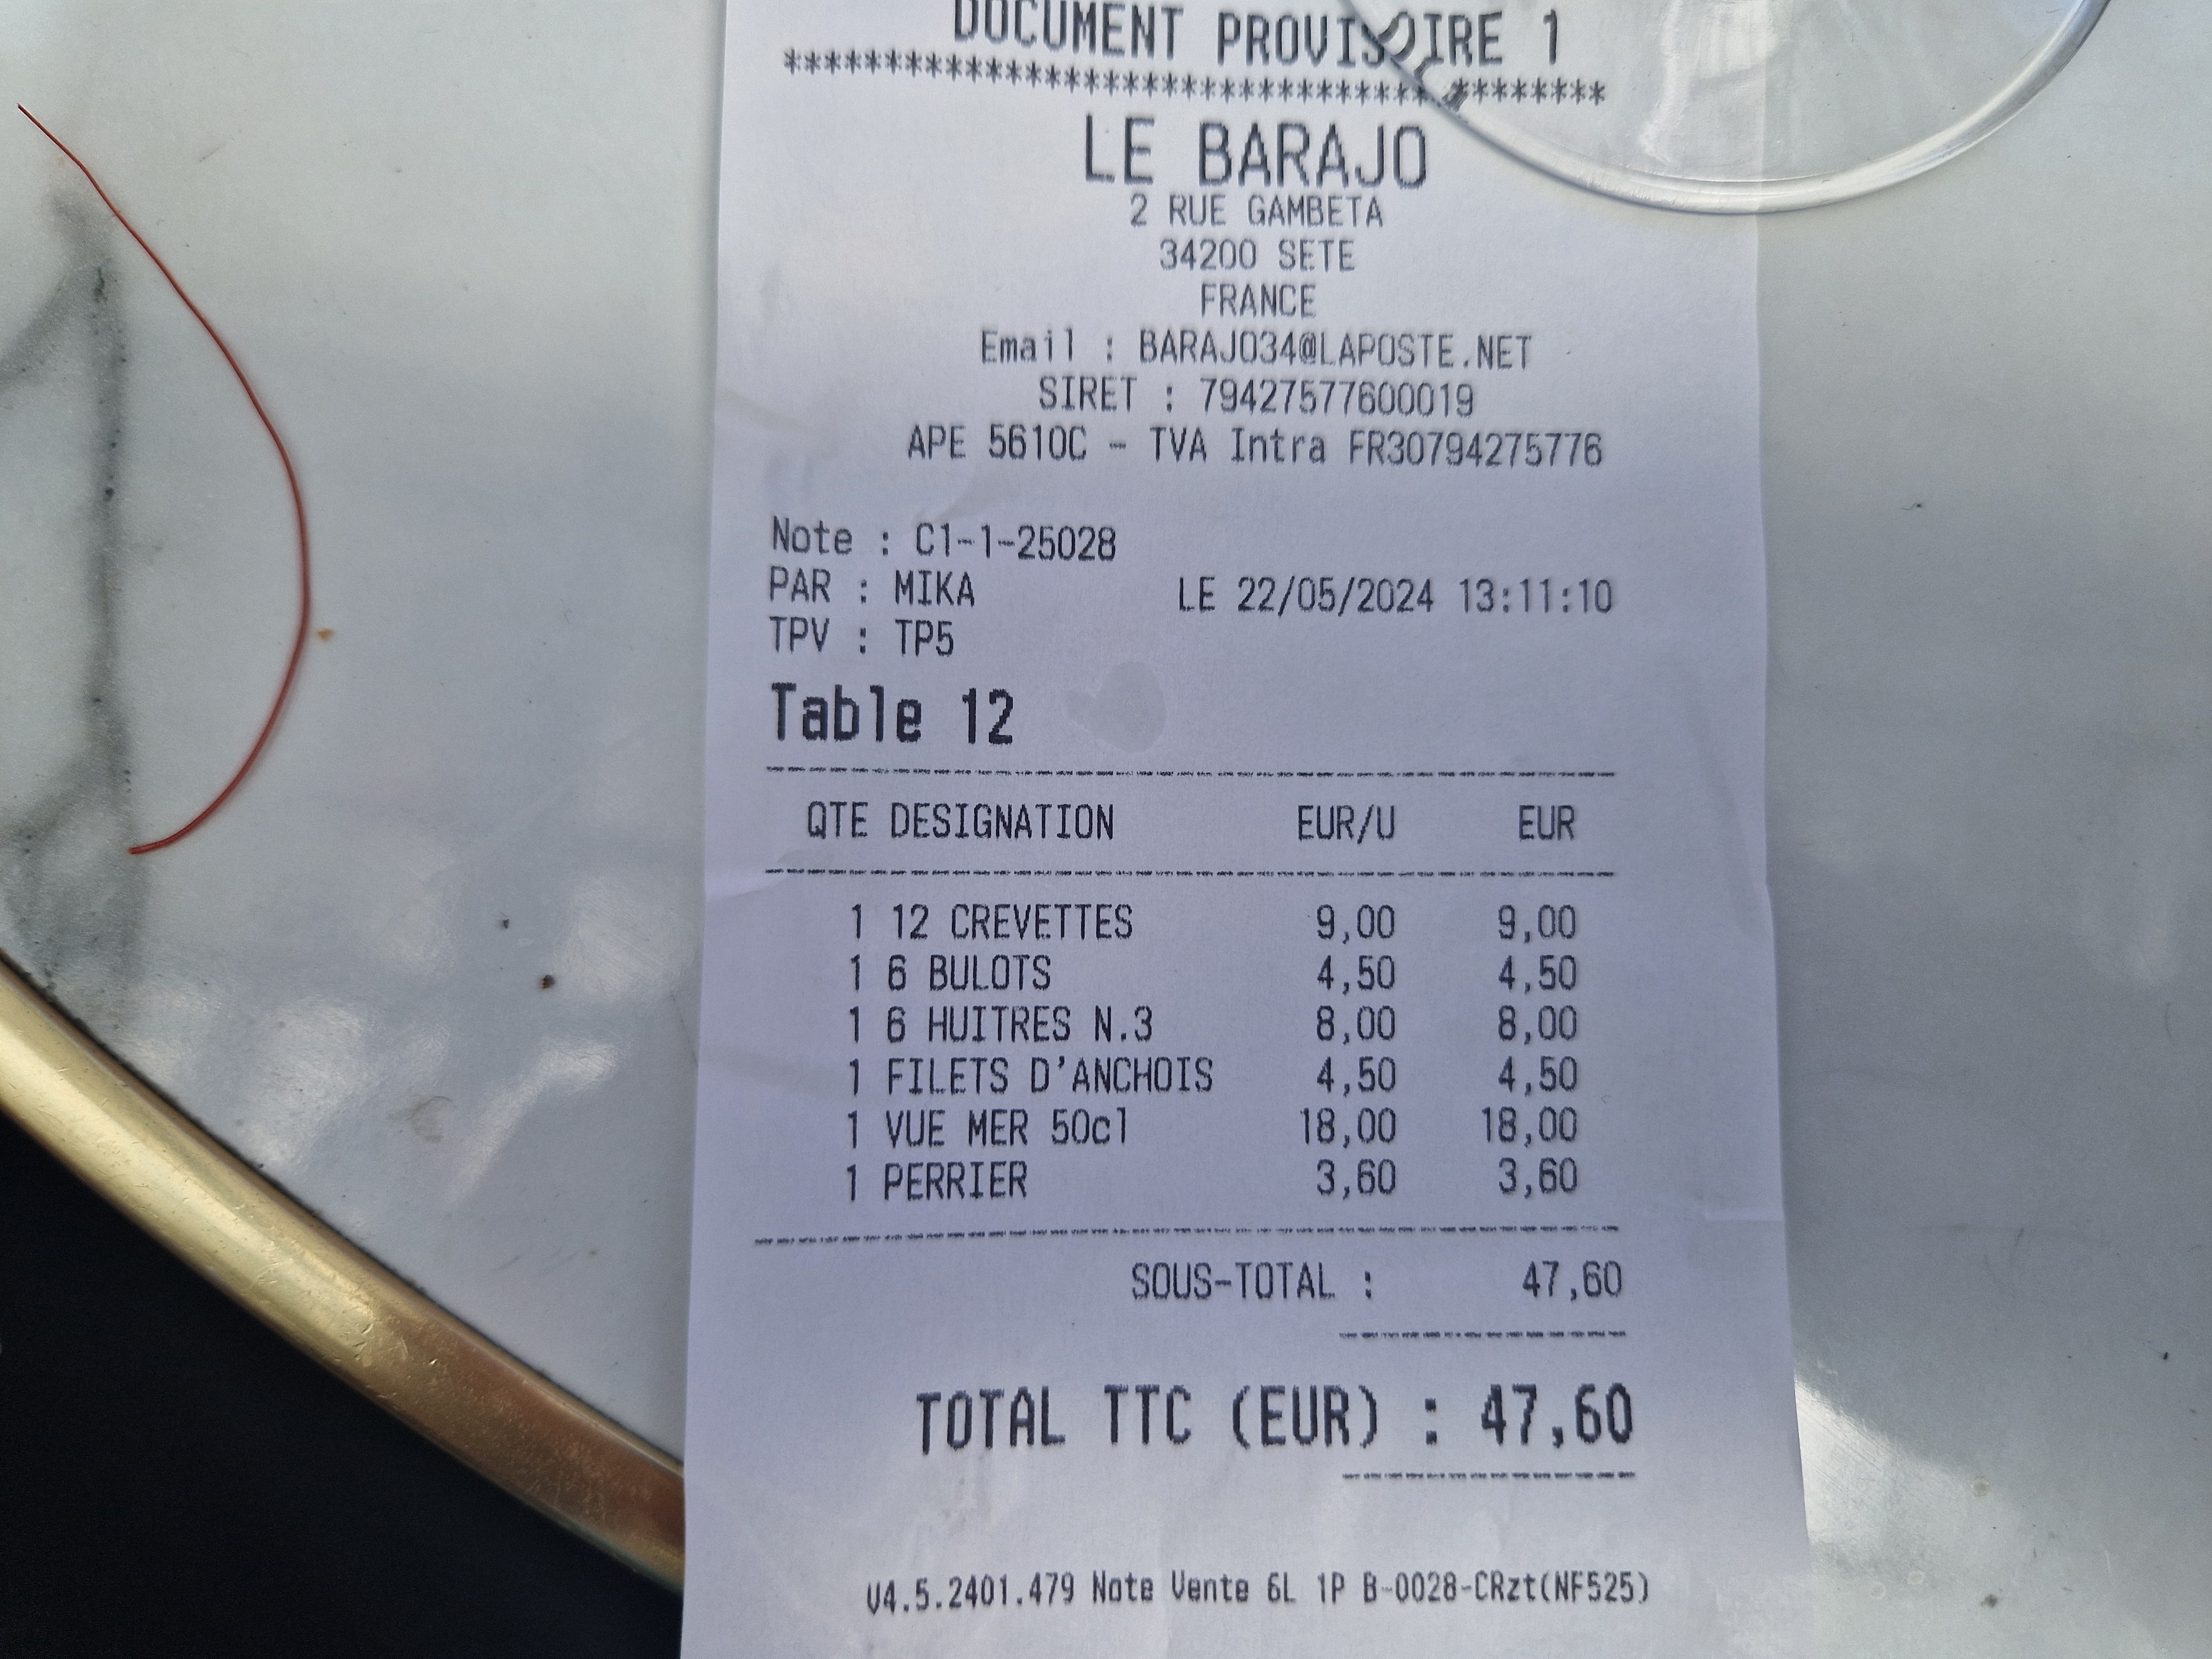 DOCUMENT PROVISOIRE 1
*****************************************
LE BARAJO
2 RUE GAMBETA
34200 SETE
FRANCE
Email : BARAJO34@LAPOSTE.NET
SIRET : 79427577600019
APE 5610C - TVA Intra FR30794275776
Note : C1-1-25028
PAR : MIKA LE 22/05/2024 13:11:10
TPV : TP5
Table 12
QTE DESIGNATION EUR/U EUR
1 12 CREVETTES 9,00 9,00
1 6 BULOTS 4,50 4,50
1 6 HUITRES N.3 8,00 8,00
1 FILETS D'ANCHOIS 4,50 4,50
1 VUE MER 50cl 18,00 18,00
1 PERRIER 3,60 3,60
SOUS-TOTAL : 47,60
TOTAL TTC (EUR) : 47,60
V4.5.2401.479 Note Vente 6L 1P B-0028-CRzt(NF525)